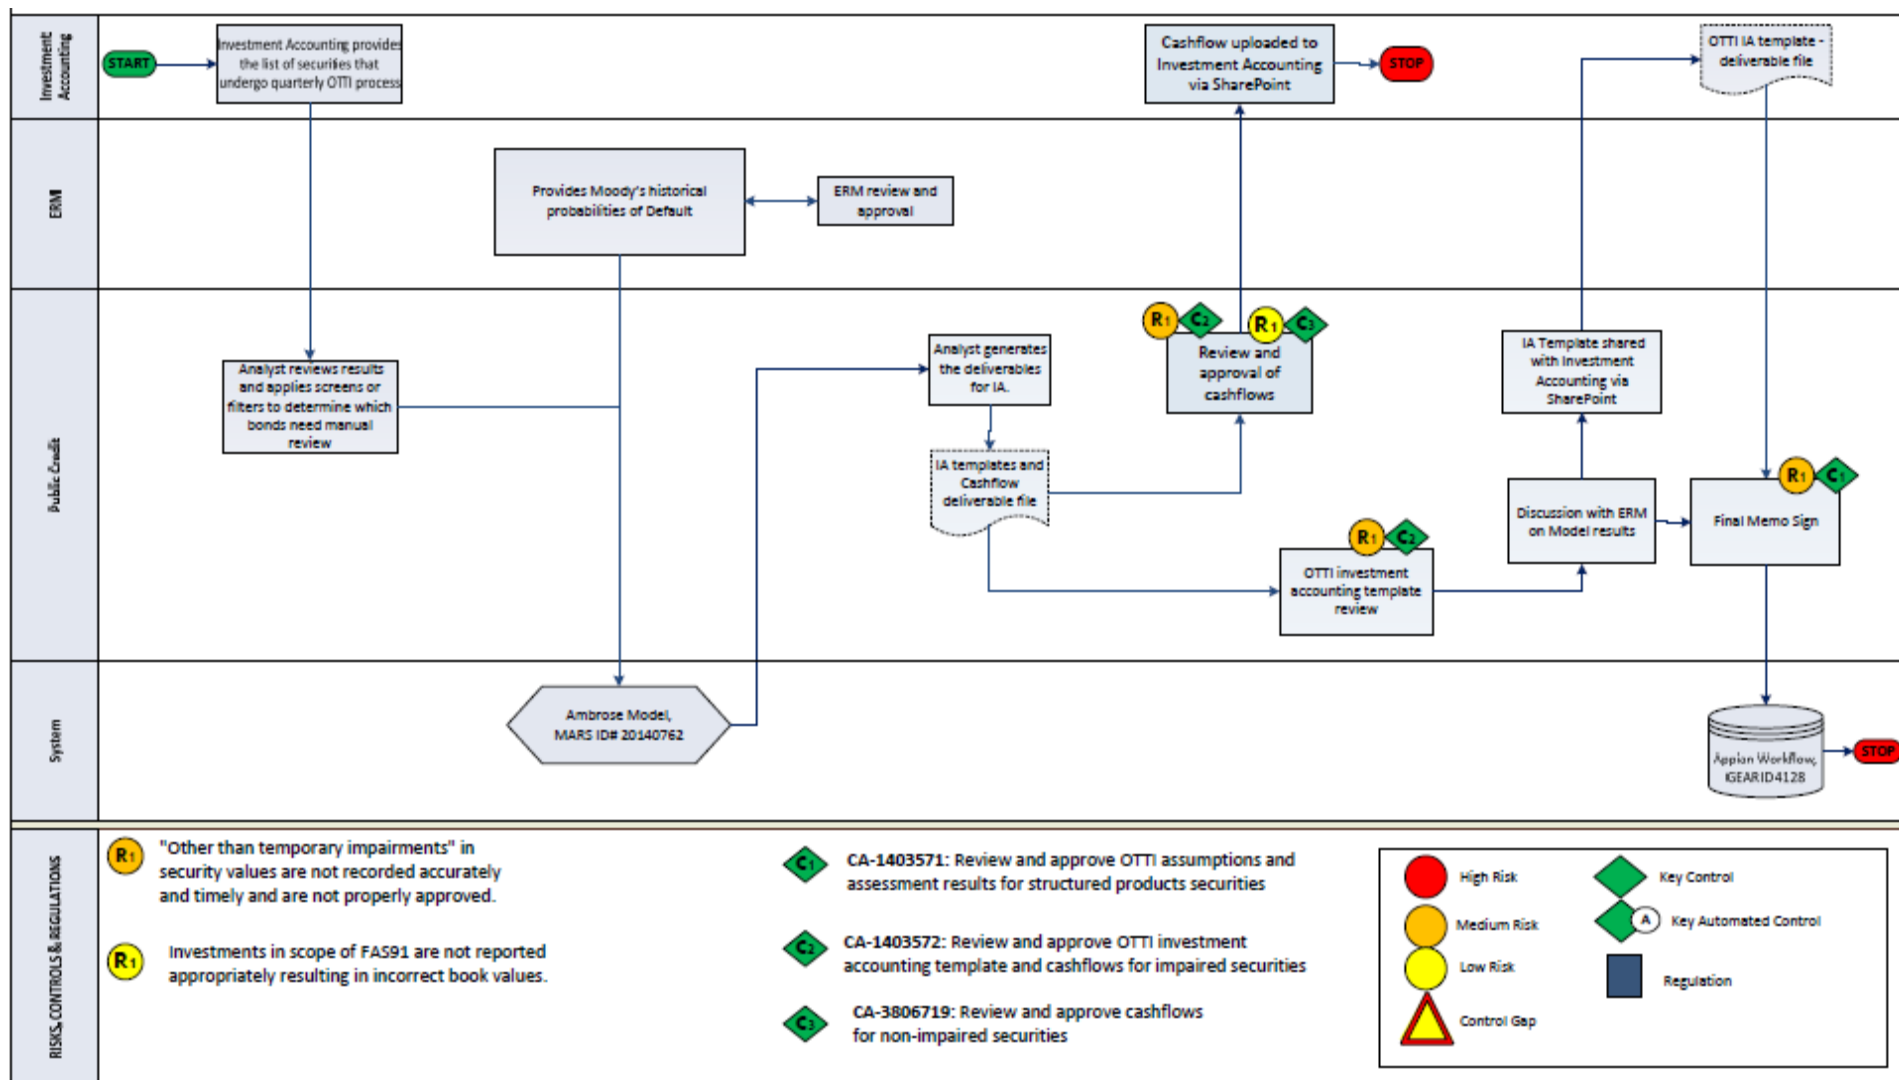 Investment
Accounting
START
Investment Accounting provides
the list of securities that
undergo quarterly OTTI process
Cashflow uploaded to
Investment Accounting
via SharePoint
STOP
OTTI IA template -
deliverable file
ERM
Provides Moody's historical
probabilities of Default
ERM review and
approval
Public Credit
Analyst reviews results
and applies screens or
filters to determine which
bonds need manual
review
Analyst generates
the deliverables
for IA.
IA templates and
Cashflow
deliverable file
R1
C2
R1
C3
Review and
approval of
cashflows
R1
C2
OTTI investment
accounting template
review
IA Template shared
with Investment
Accounting via
SharePoint
Discussion with ERM
on Model results
R1
C1
Final Memo Sign
System
Ambrose Model,
MARS ID# 20140762
Appian Workflow,
IGEARID4128
STOP
RISKS, CONTROLS & REGULATIONS
R1
"Other than temporary impairments" in
security values are not recorded accurately
and timely and are not properly approved.
R1
Investments in scope of FAS91 are not reported
appropriately resulting in incorrect book values.
C1
CA-1403571: Review and approve OTTI assumptions and
assessment results for structured products securities
C2
CA-1403572: Review and approve OTTI investment
accounting template and cashflows for impaired securities
C3
CA-3806719: Review and approve cashflows
for non-impaired securities
High Risk
Medium Risk
Low Risk
Control Gap
Key Control
A
Key Automated Control
Regulation